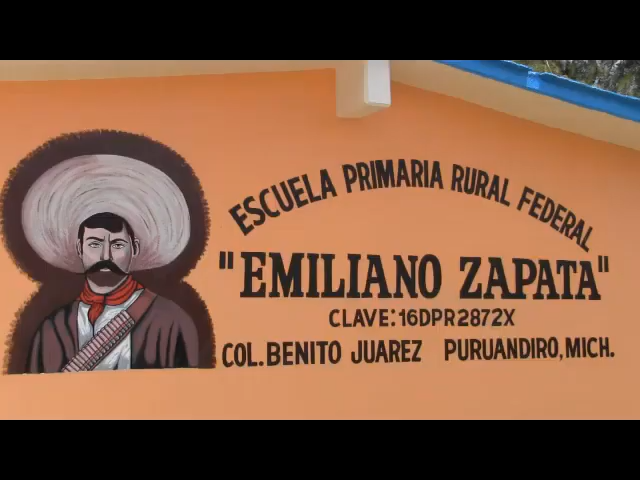 ESCUELA PRIMARIA RURAL FEDERAL
"EMILIANO ZAPATA"
CLAVE: 16DPR2872X
COL. BENITO JUAREZ PURUANDIRO, MICH.